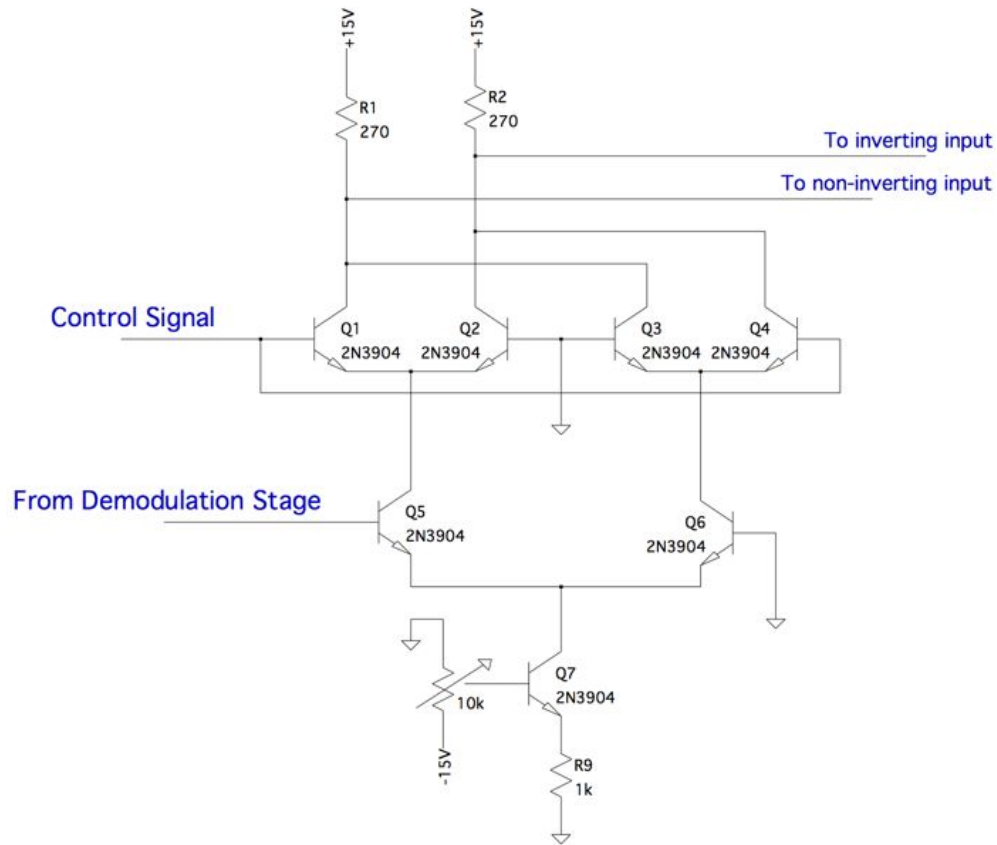 +15V
+15V
R1
270
R2
270
To inverting input
To non-inverting input
Control Signal
Q1
2N3904
Q2
2N3904
Q3
2N3904
Q4
2N3904
From Demodulation Stage
Q5
2N3904
Q6
2N3904
10k
-15V
Q7
2N3904
R9
1k